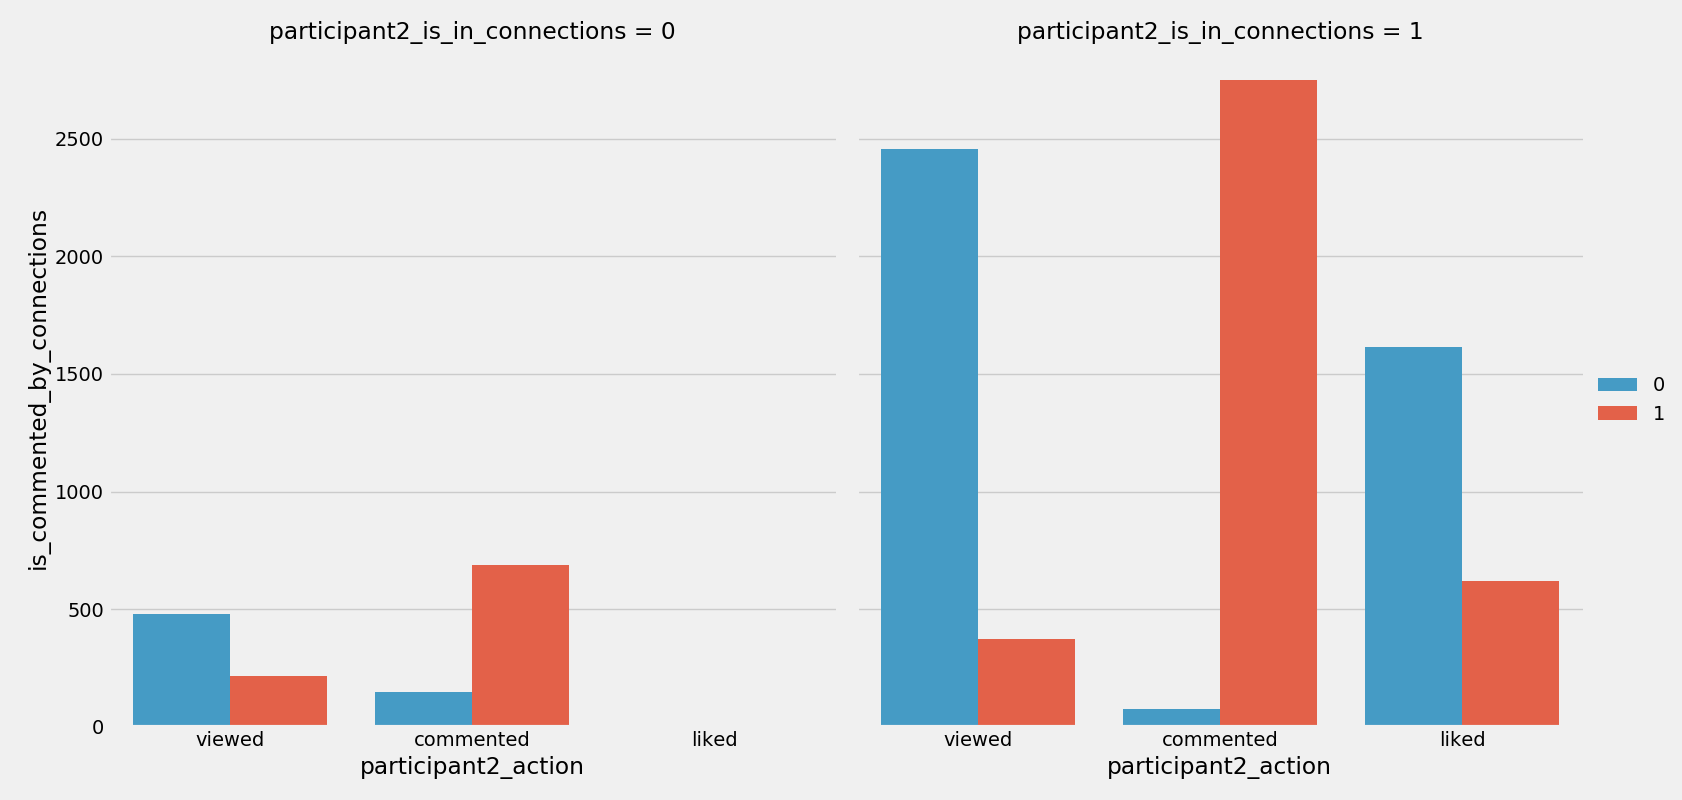 participant2_is_in_connections = 0
participant2_is_in_connections = 1
is_commented_by_connections
2500
2000
1500
1000
500
0
viewed
commented
liked
participant2_action
viewed
commented
liked
participant2_action
0
1